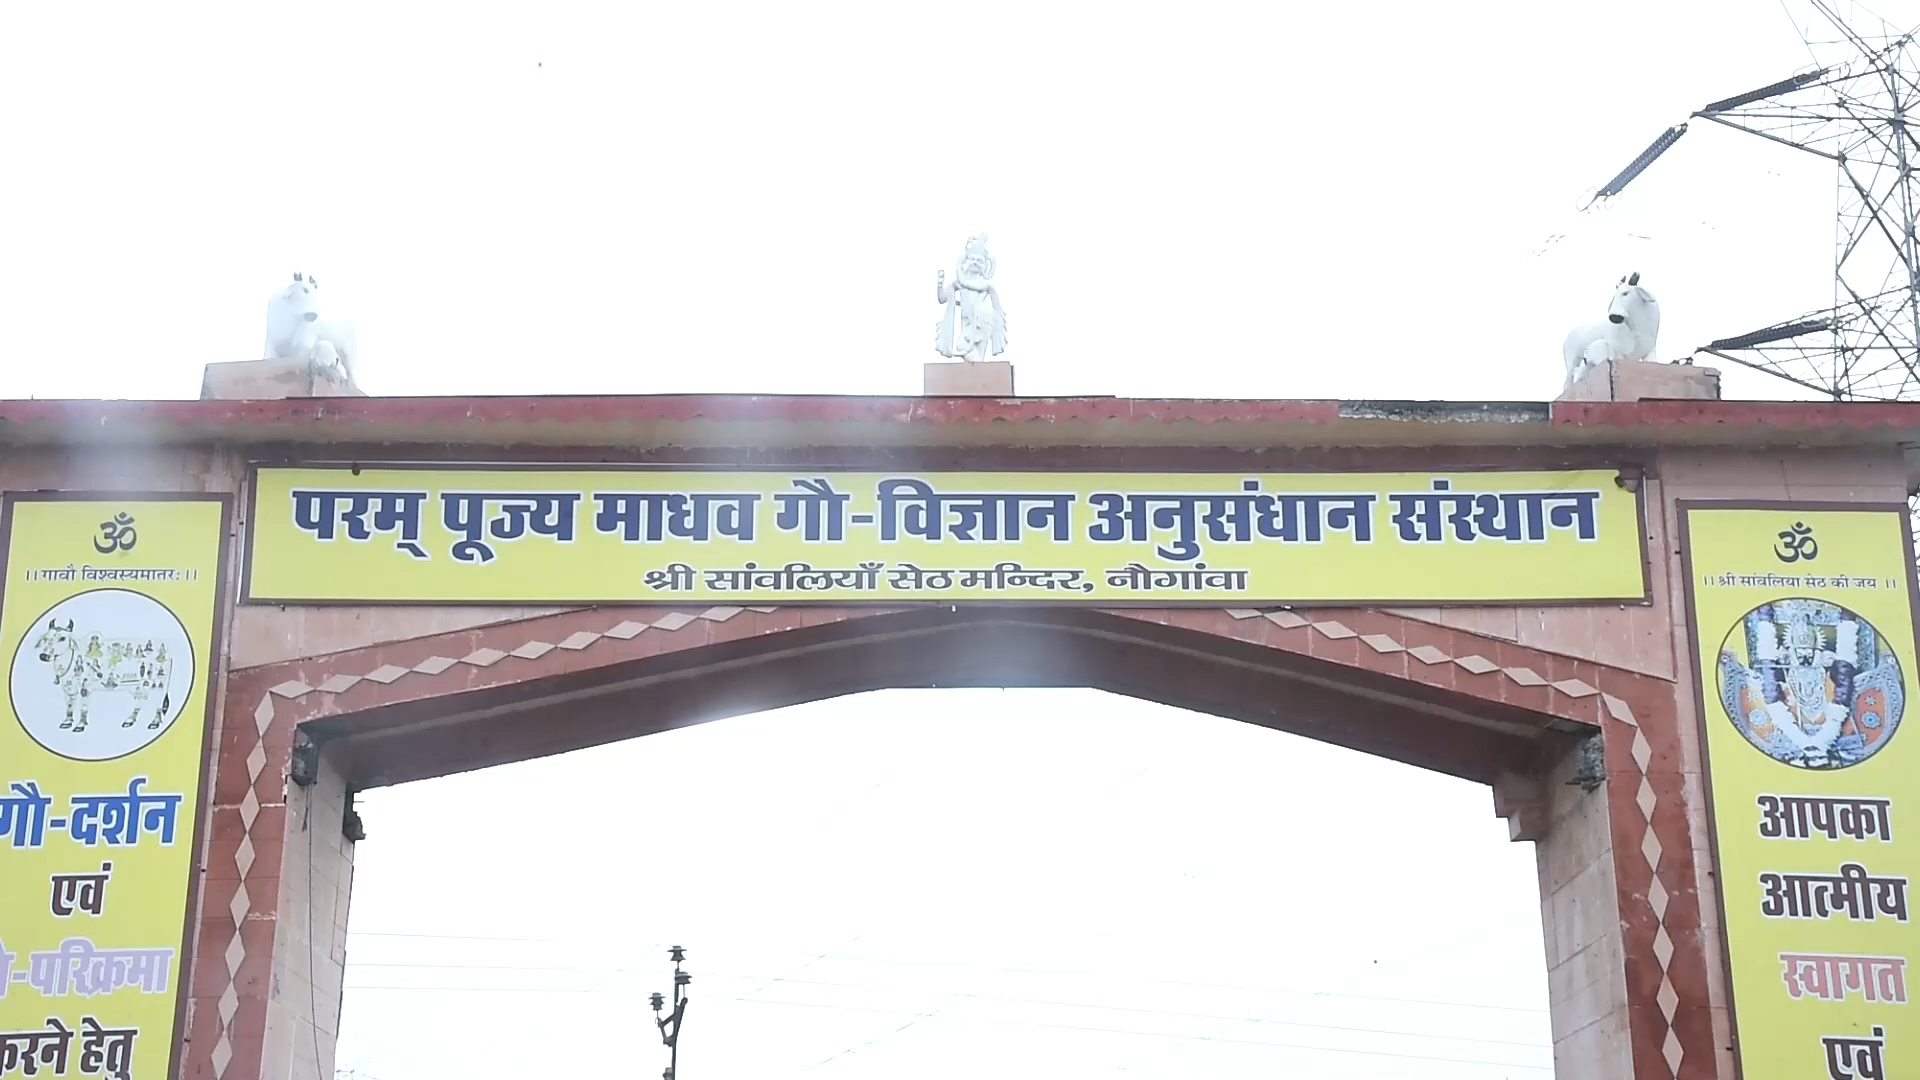 परम् पूज्य माधव गौ-विज्ञान अनुसंधान संस्थान
श्री सांवलियाँ सेठ मन्दिर, नौगांवा
ॐ
।। गावौ विश्वस्यमातरः ।।
गौ-दर्शन
एवं
-परिक्रमा
करने हेतु
ॐ
।। श्री सांवलिया सेठ की जय ।।
आपका
आत्मीय
स्वागत
एवं